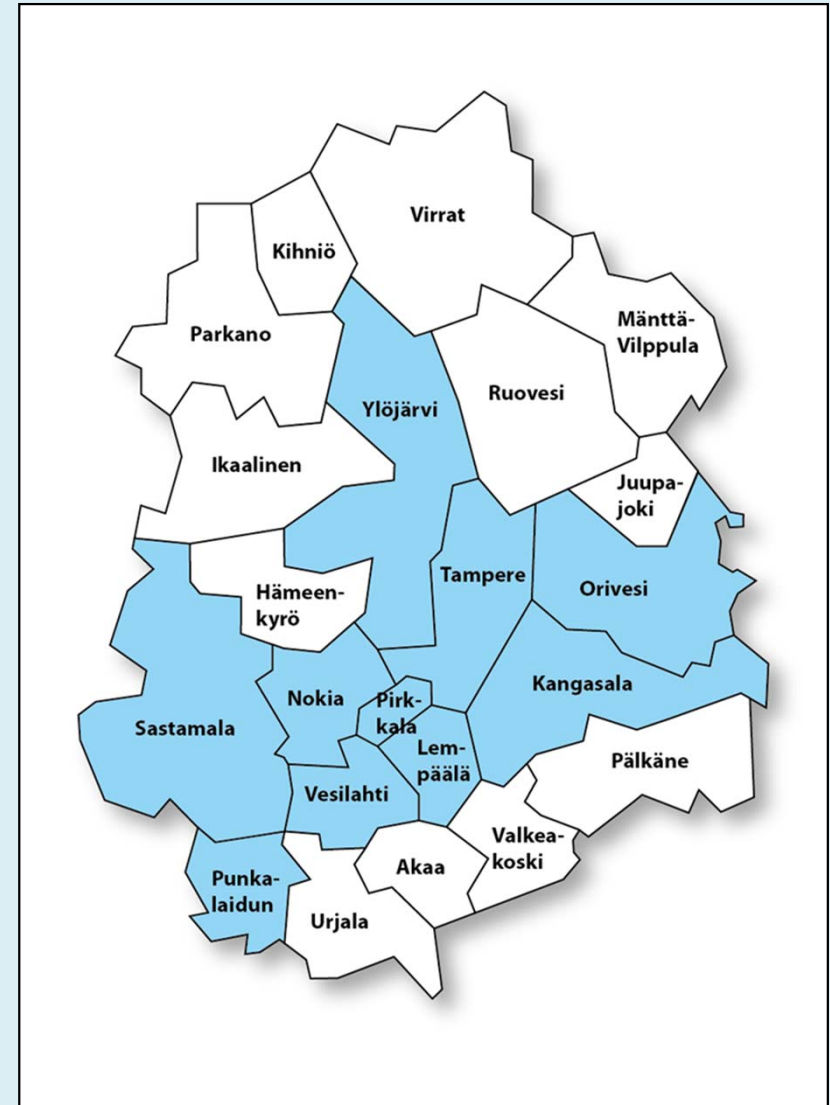 Virrat
Kihniö
Mänttä-
Vilppula
Parkano
Ruovesi
Ylöjärvi
Ikaalinen
Juupa-
joki
Tampere
Orivesi
Hämeen-
kyrö
Kangasala
Nokia
Pirk-
kala
Sastamala
Lem-
päälä
Pälkäne
Vesilahti
Valkea-
koski
Akaa
Punka-
laidun
Urjala